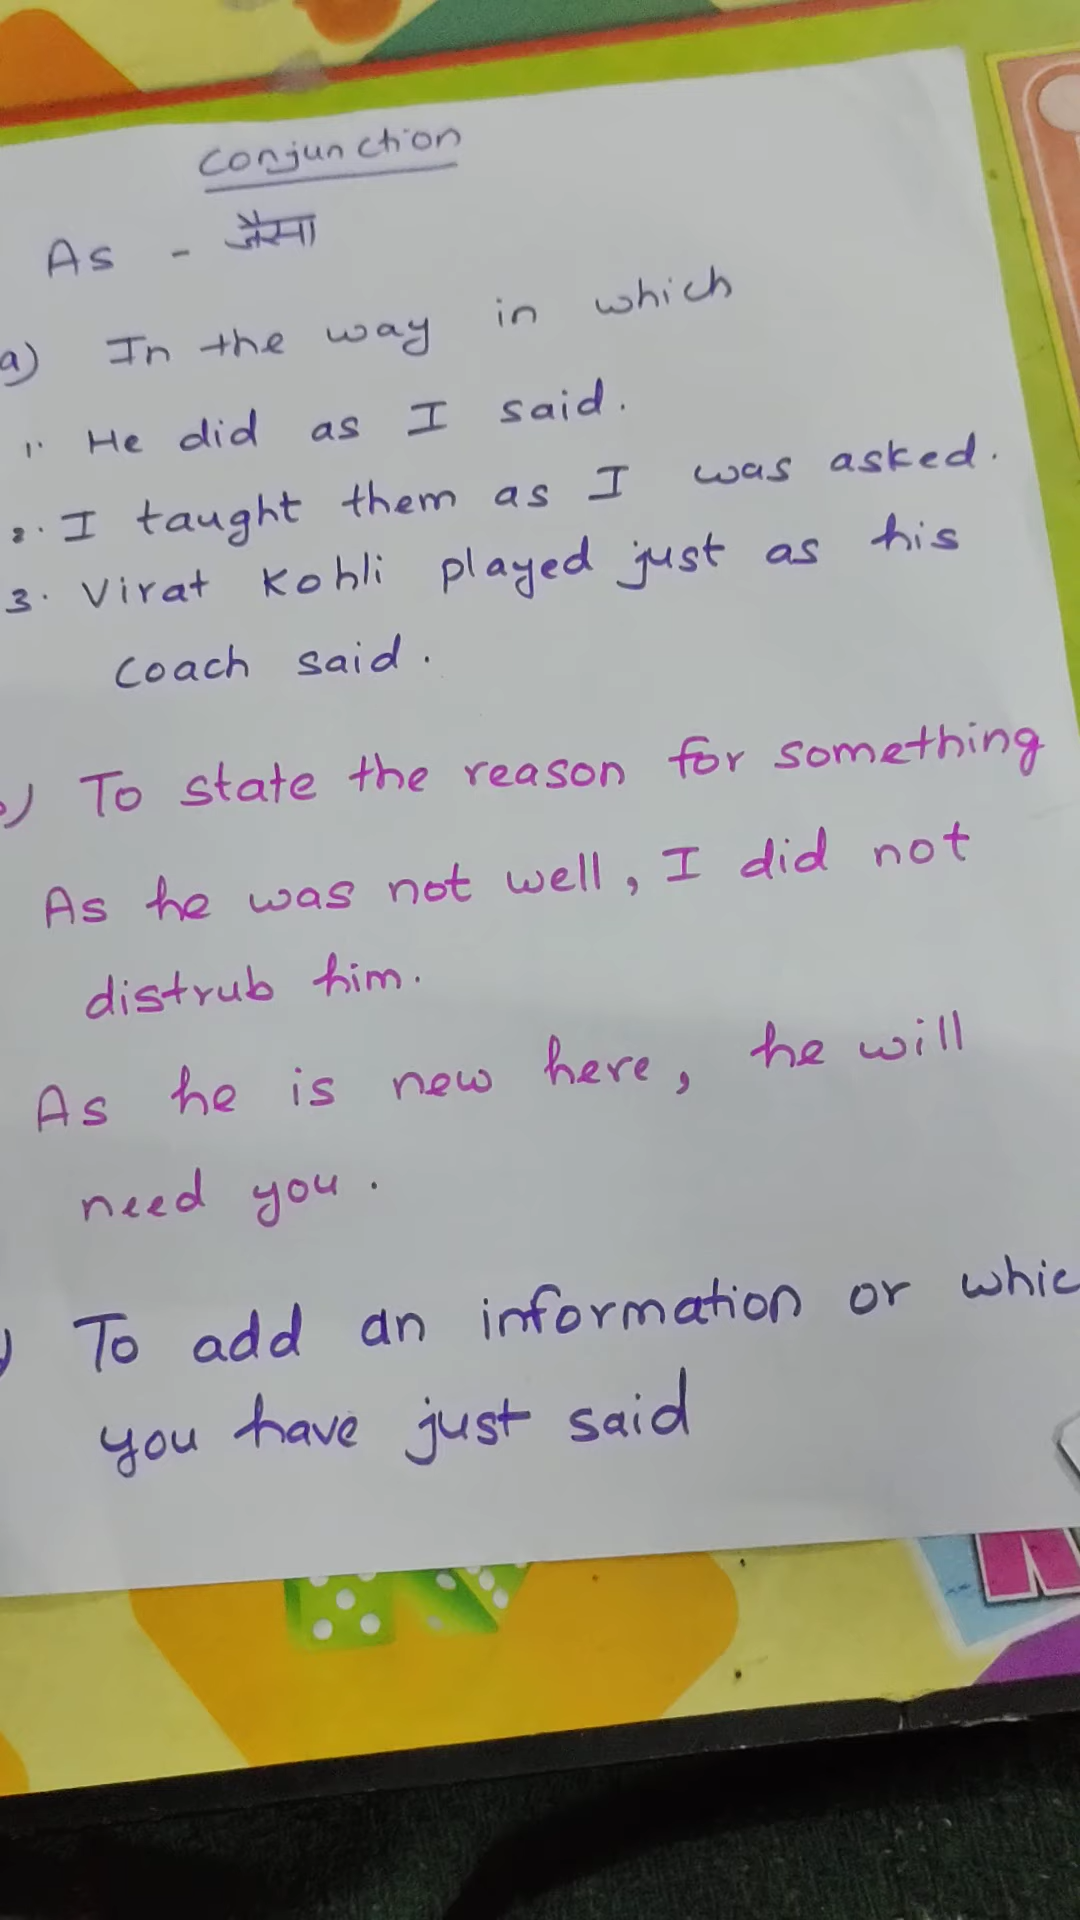 Conjunction
As - जैसा
a) In the way in which
1. He did as I said.
2. I taught them as I was asked.
3. Virat Kohli played just as his
coach said.
) To state the reason for something
As he was not well, I did not
distrub him.
As he is new here, he will
need you.
) To add an information or whic
you have just said